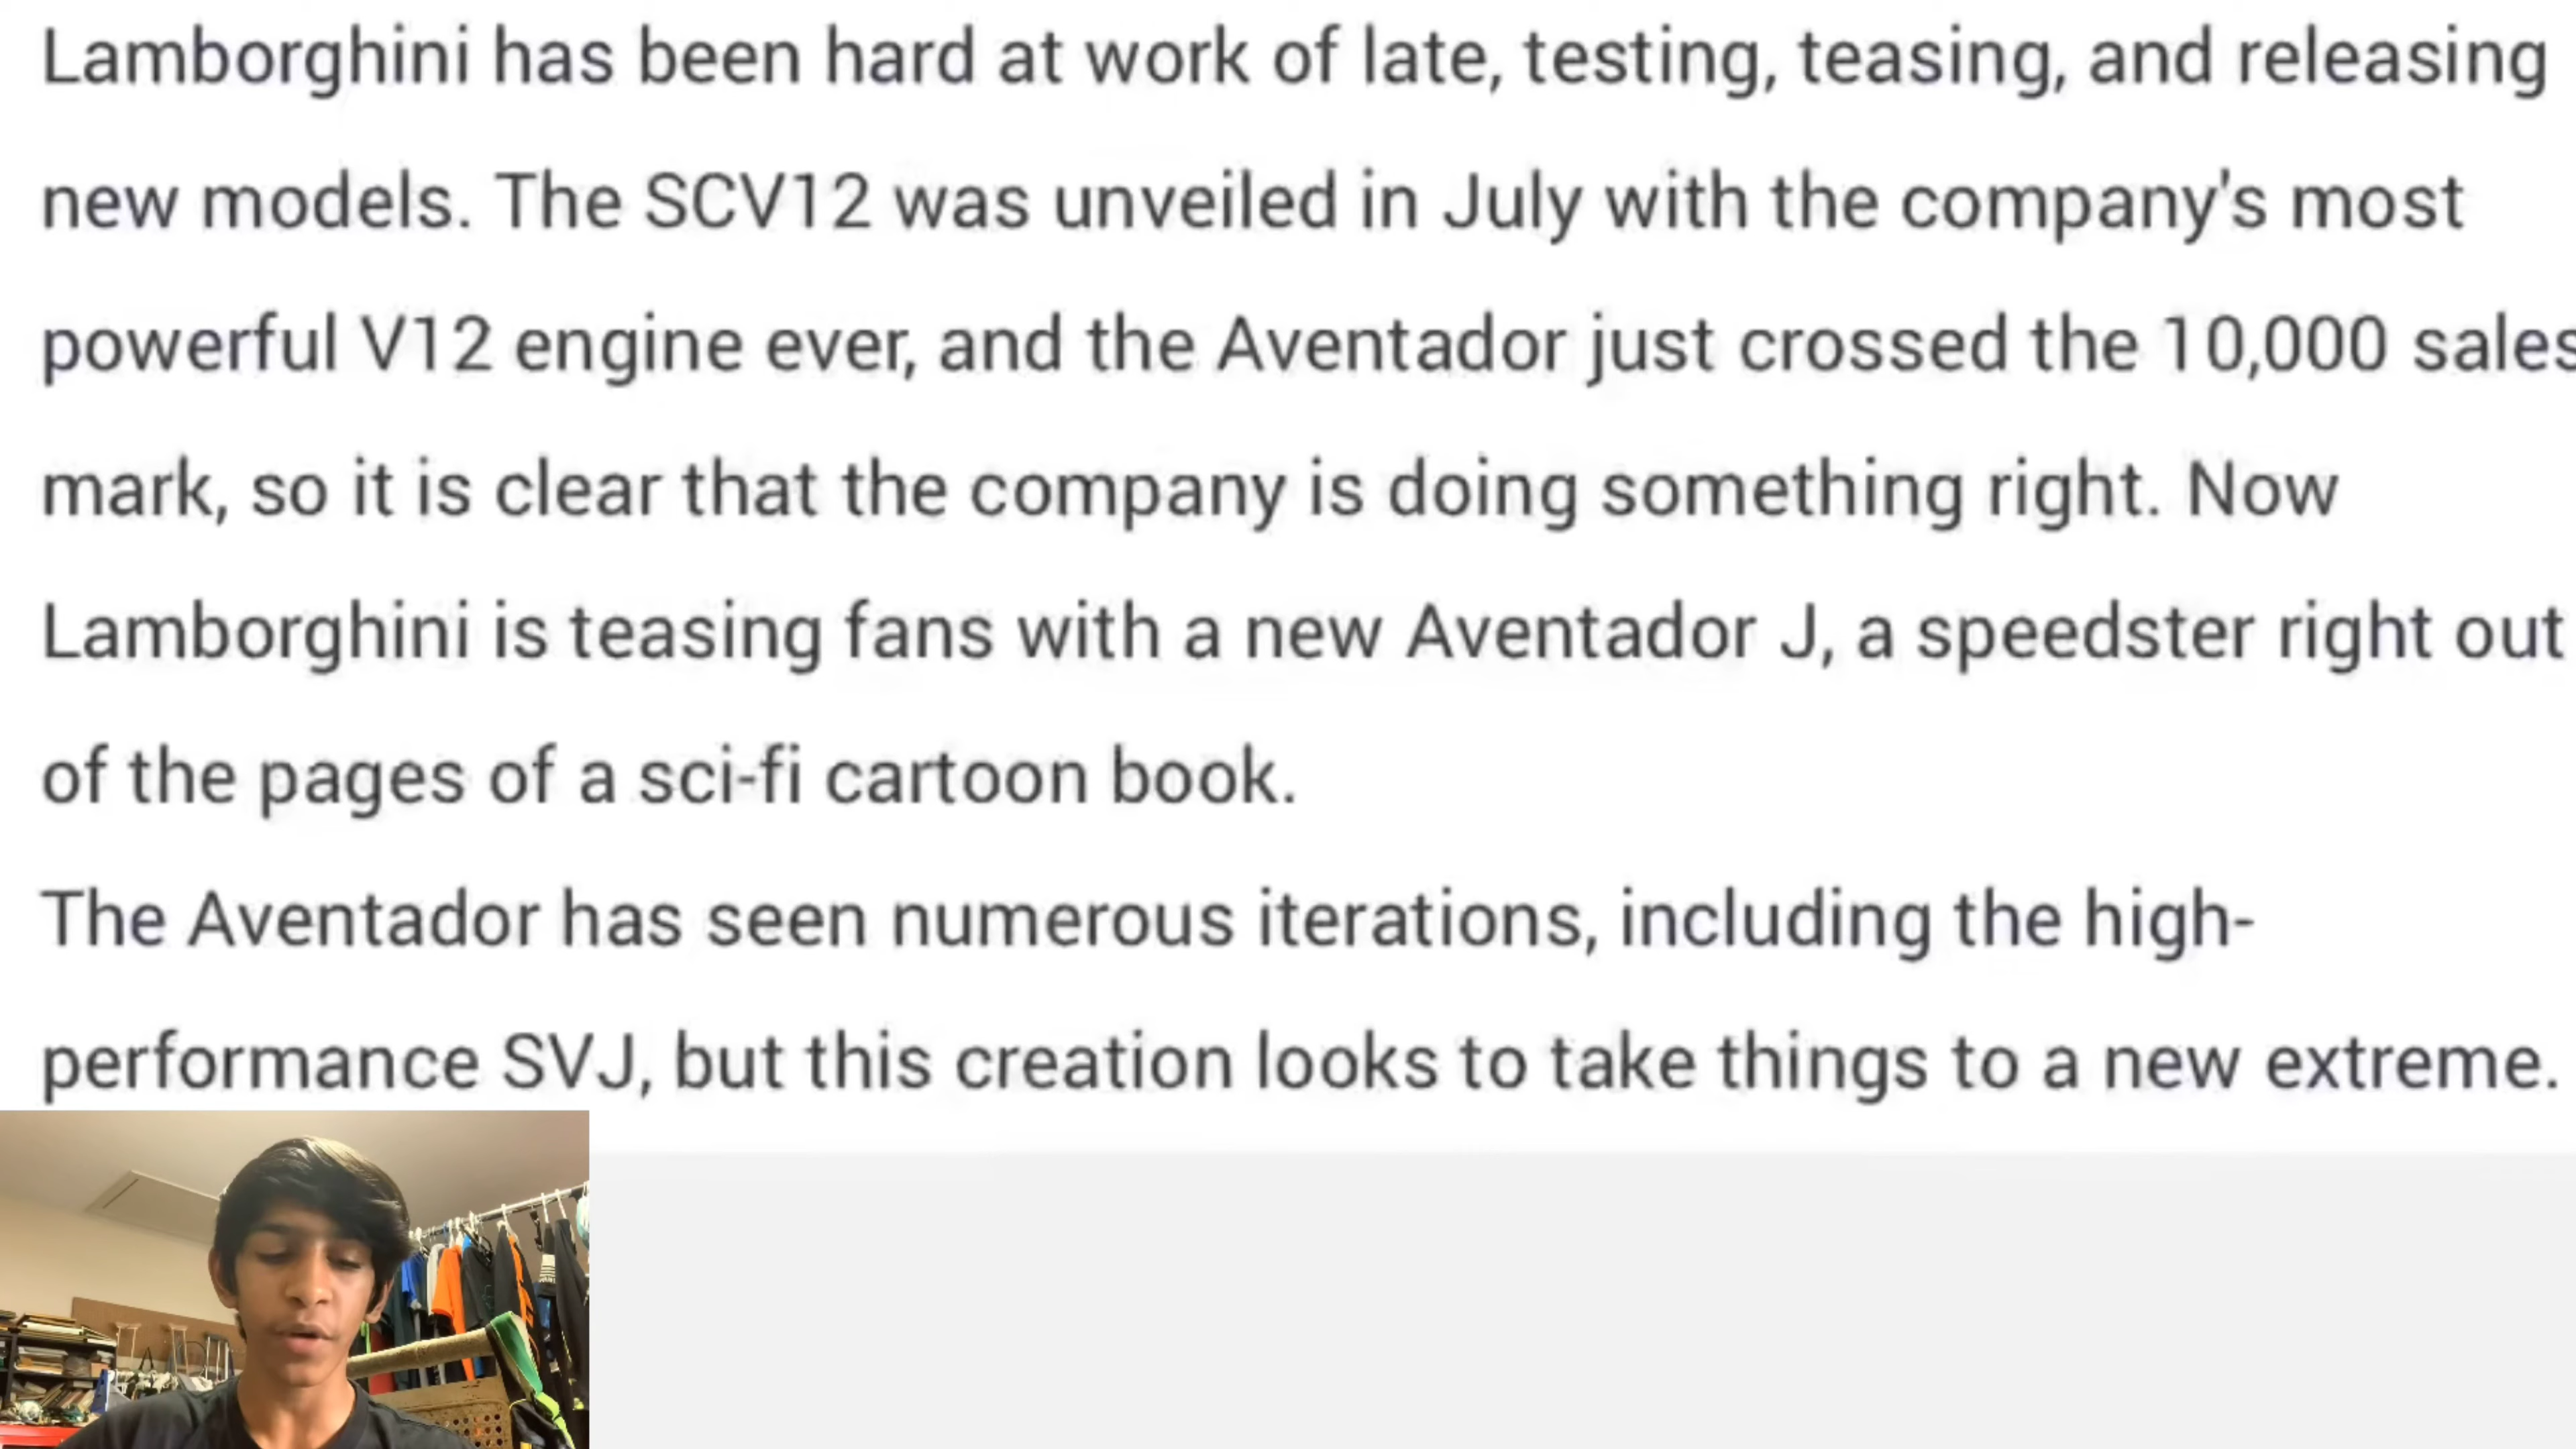 Lamborghini has been hard at work of late, testing, teasing, and releasing
new models. The SCV12 was unveiled in July with the company's most
powerful V12 engine ever, and the Aventador just crossed the 10,000 sales
mark, so it is clear that the company is doing something right. Now
Lamborghini is teasing fans with a new Aventador J, a speedster right out
of the pages of a sci-fi cartoon book.
The Aventador has seen numerous iterations, including the high-
performance SVJ, but this creation looks to take things to a new extreme.